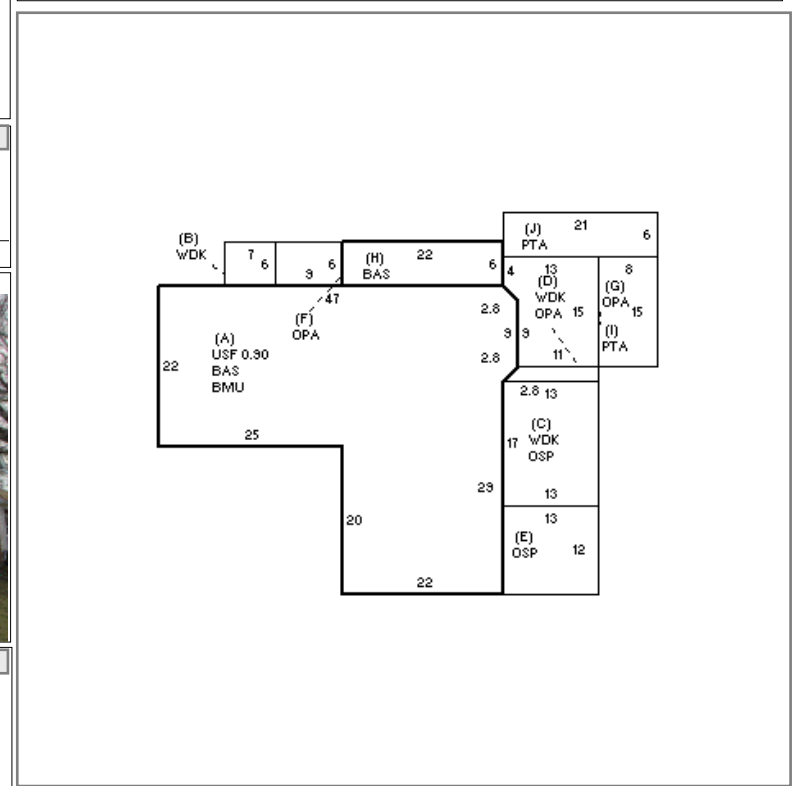 (J)
PTA
21
6
(B)
WDK
7
6
9
6
(H)
BAS
22
6
4
13
(D)
WDK
OPA
15
8
(G)
OPA
15
(I)
PTA
47
(F)
OPA
2.8
9
9
2.8
11
(A)
USF 0.90
BAS
BMU
22
25
2.8
13
(C)
WDK
OSP
17
13
29
20
13
(E)
OSP
12
22